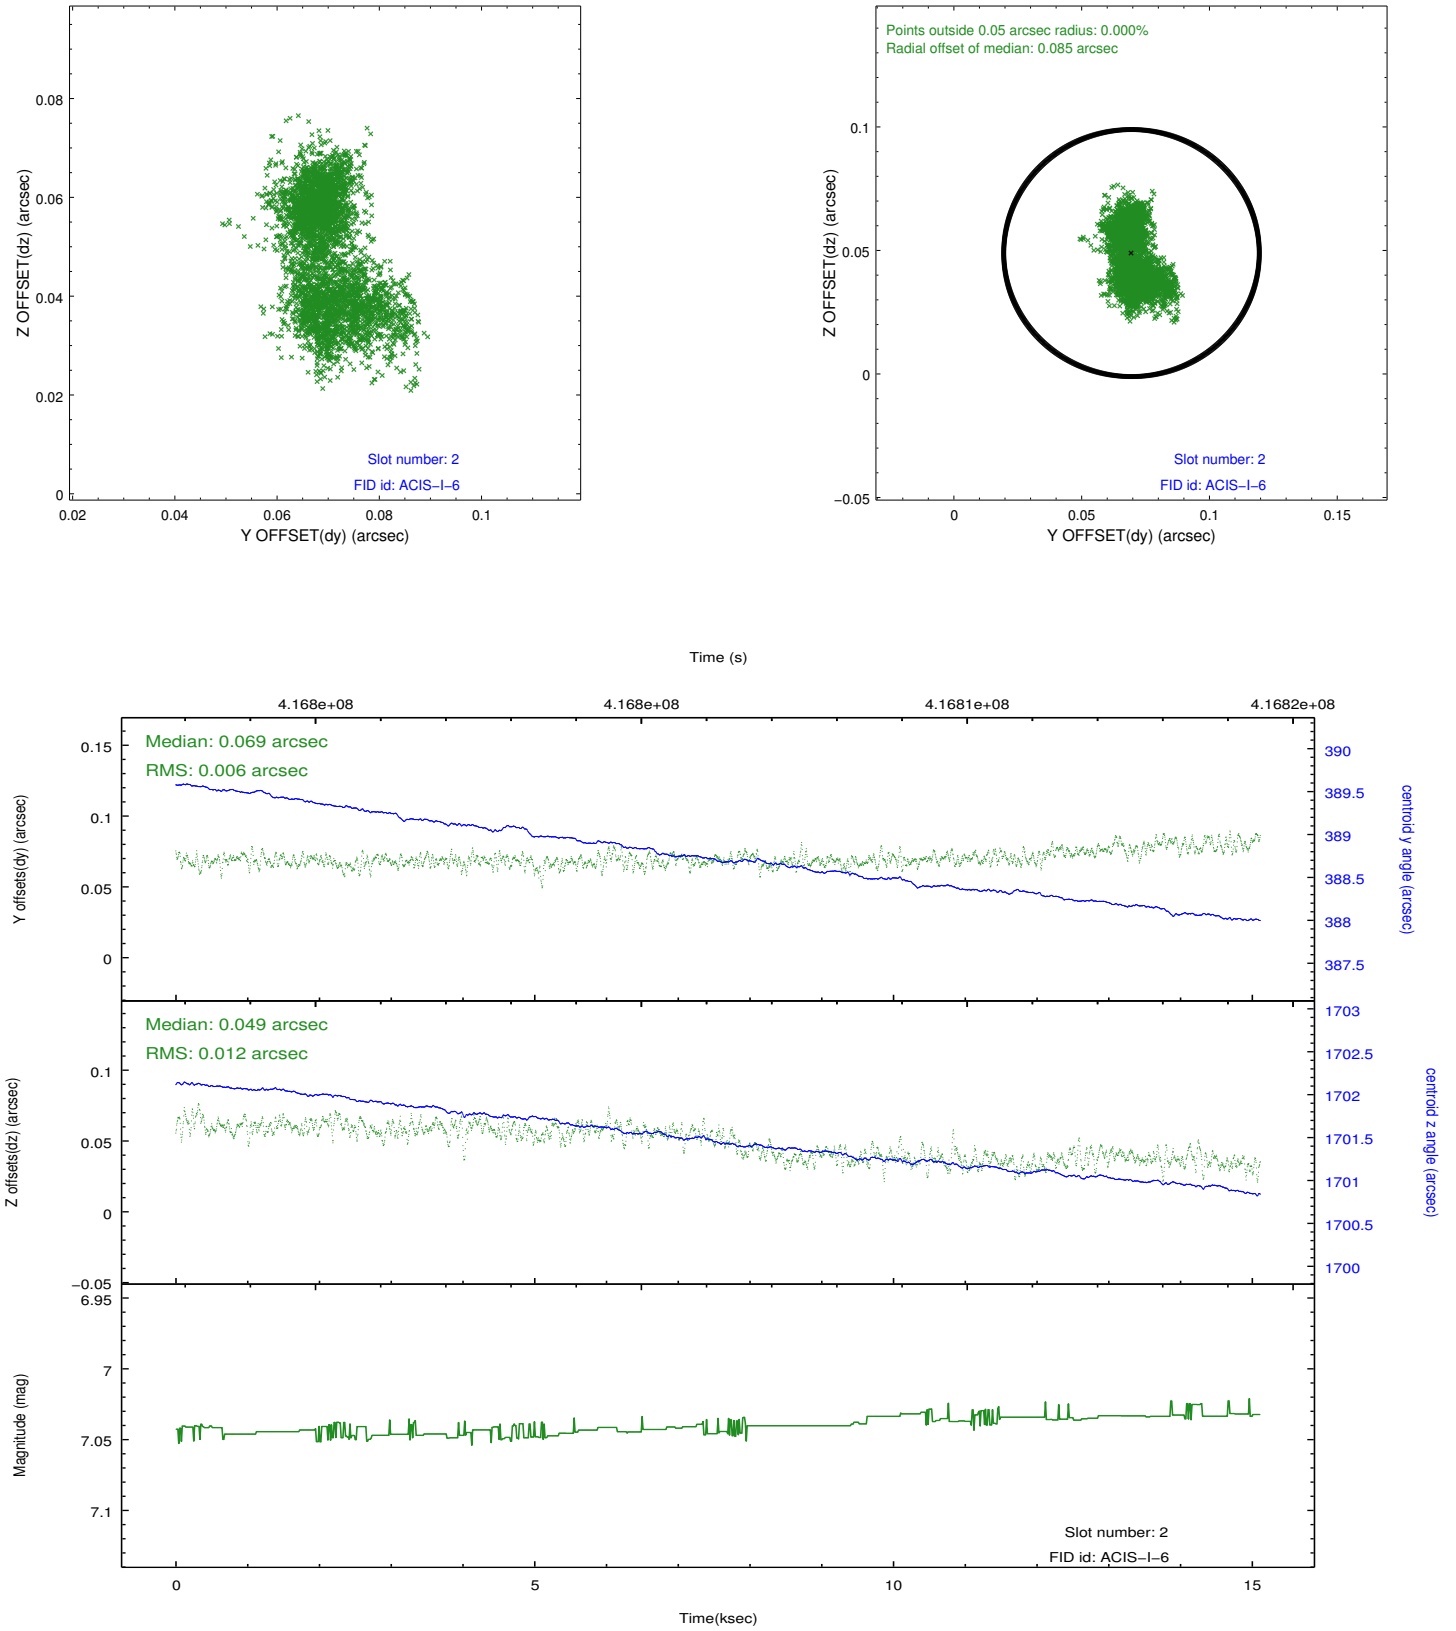 0.08
0.06
0.04
0.02
0
0.02
0.04
0.06
0.08
0.1
Z OFFSET(dz) (arcsec)
Y OFFSET(dy) (arcsec)
Slot number: 2
FID id: ACIS−I−6
Points outside 0.05 arcsec radius: 0.000%
Radial offset of median: 0.085 arcsec
0.1
0.05
0
−0.05
0
0.05
0.1
0.15
Z OFFSET(dz) (arcsec)
Y OFFSET(dy) (arcsec)
Slot number: 2
FID id: ACIS−I−6
Time (s)
4.168e+08
4.168e+08
4.1681e+08
4.1682e+08
Median: 0.069 arcsec
RMS: 0.006 arcsec
0.15
0.1
0.05
0
Y offsets(dy) (arcsec)
390
389.5
389
388.5
388
387.5
centroid y angle (arcsec)
Median: 0.049 arcsec
RMS: 0.012 arcsec
0.1
0.05
0
−0.05
Z offsets(dz) (arcsec)
1703
1702.5
1702
1701.5
1701
1700.5
1700
centroid z angle (arcsec)
6.95
7
7.05
7.1
Magnitude (mag)
Slot number: 2
FID id: ACIS−I−6
0
5
10
15
Time(ksec)